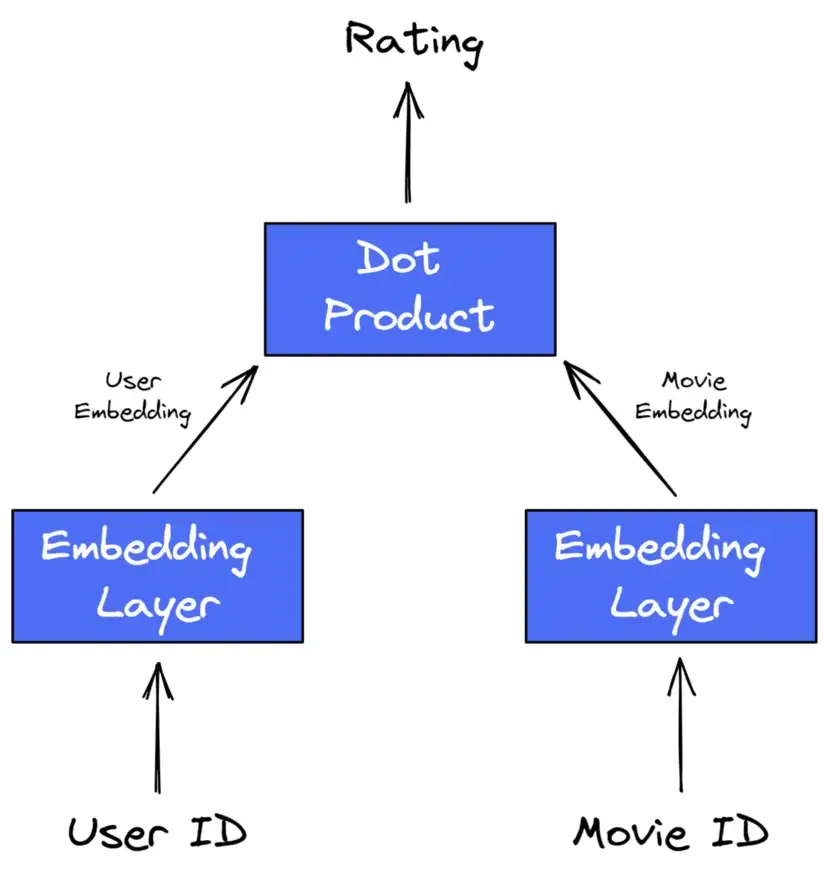 Rating
Dot
Product
User
Embedding
Movie
Embedding
Embedding
Layer
Embedding
Layer
User ID
Movie ID